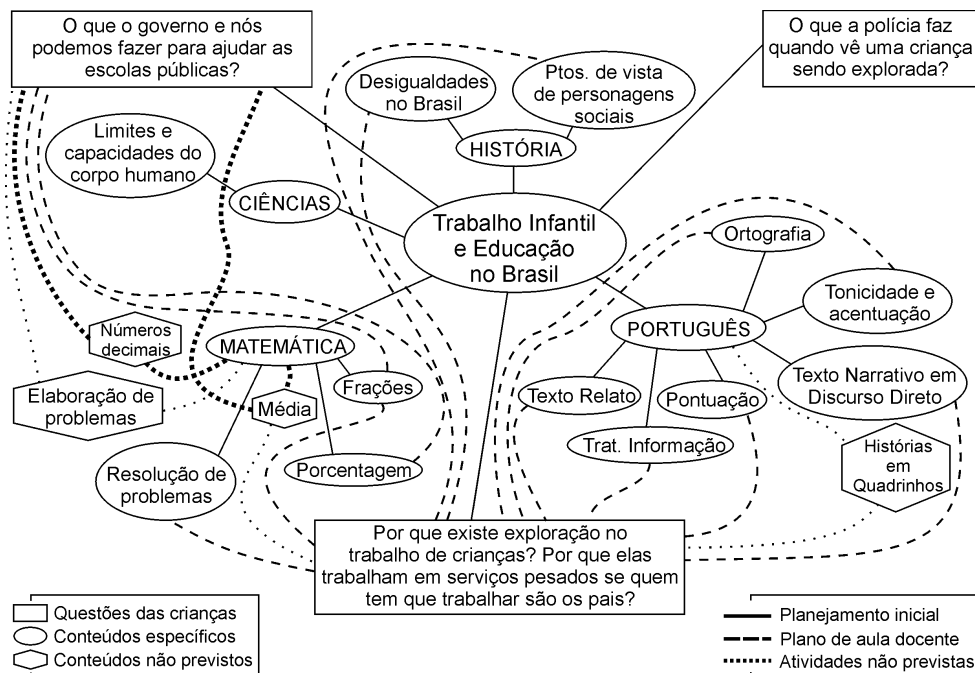 O que o governo e nós
podemos fazer para ajudar as
escolas públicas?
O que a polícia faz
quando vê uma criança
sendo explorada?
Desigualdades
no Brasil
Ptos. de vista
de personagens
sociais
HISTÓRIA
Limites e
capacidades do
corpo humano
CIÊNCIAS
Trabalho Infantil
e Educação
no Brasil
Ortografia
Tonicidade e
acentuação
PORTUGUÊS
Texto Narrativo em
Discurso Direto
Texto Relato
Pontuação
Trat. Informação
Histórias
em
Quadrinhos
Números
decimais
MATEMÁTICA
Elaboração de
problemas
Média
Frações
Resolução de
problemas
Porcentagem
Por que existe exploração no
trabalho de crianças? Por que elas
trabalham em serviços pesados se quem
tem que trabalhar são os pais?
Questões das crianças
Conteúdos específicos
Conteúdos não previstos
Planejamento inicial
Plano de aula docente
Atividades não previstas